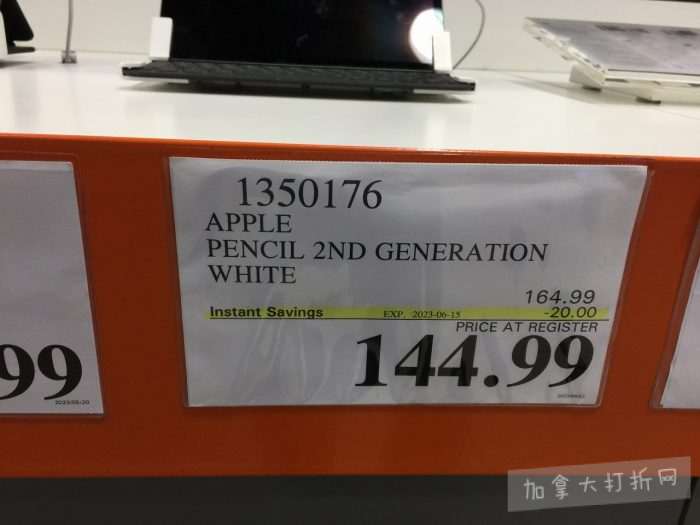 1350176
APPLE
PENCIL 2ND GENERATION
WHITE
164.99
Instant Savings EXP. 2023-06-15 -20.00
PRICE AT REGISTER
144.99
99
加拿大打折网